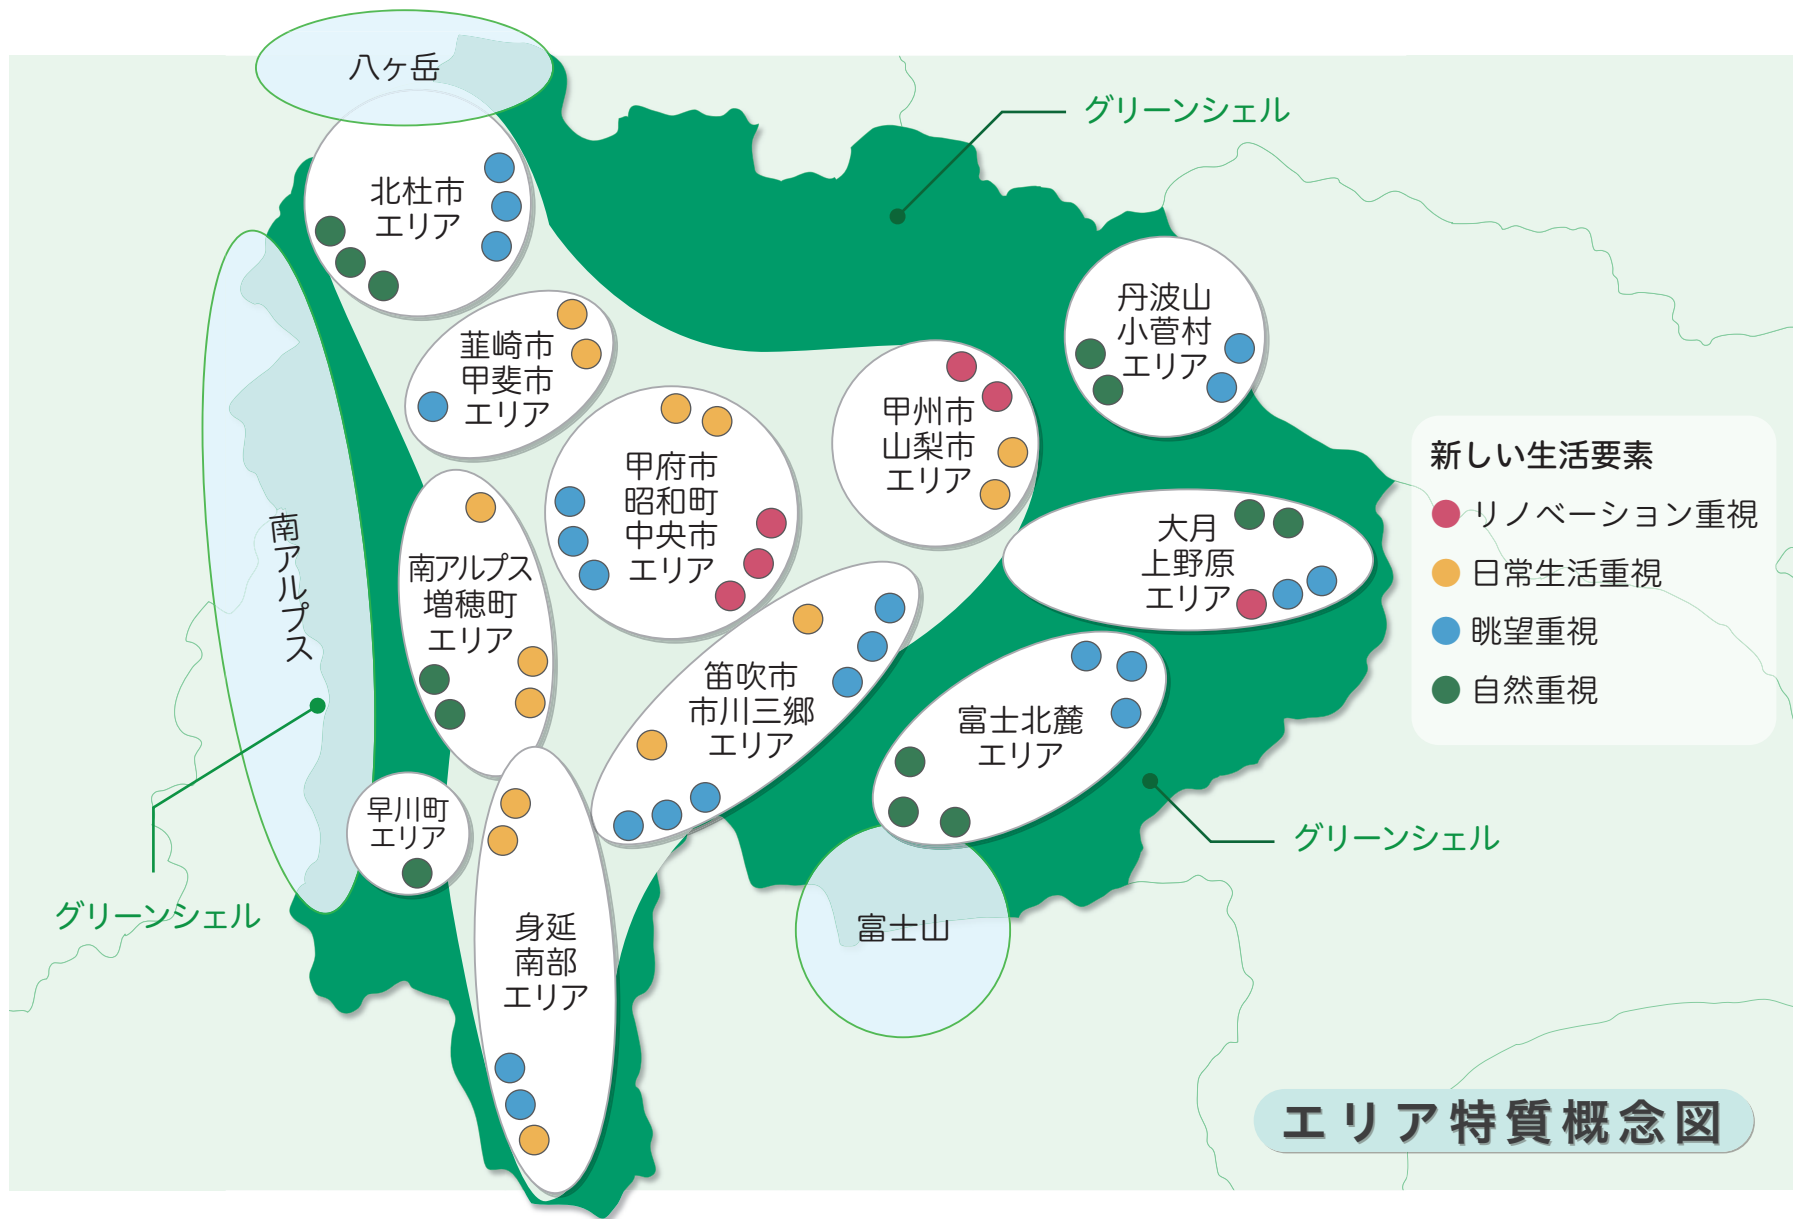 八ヶ岳
グリーンシェル
北杜市
エリア
丹波山
小菅村
エリア
韮崎市
甲斐市
エリア
甲州市
山梨市
エリア
甲府市
昭和町
中央市
エリア
新しい生活要素
リノベーション重視
日常生活重視
眺望重視
自然重視
南アルプス
南アルプス
増穂町
エリア
大月
上野原
エリア
笛吹市
市川三郷
エリア
富士北麓
エリア
早川町
エリア
グリーンシェル
グリーンシェル
身延
南部
エリア
富士山
エリア特質概念図